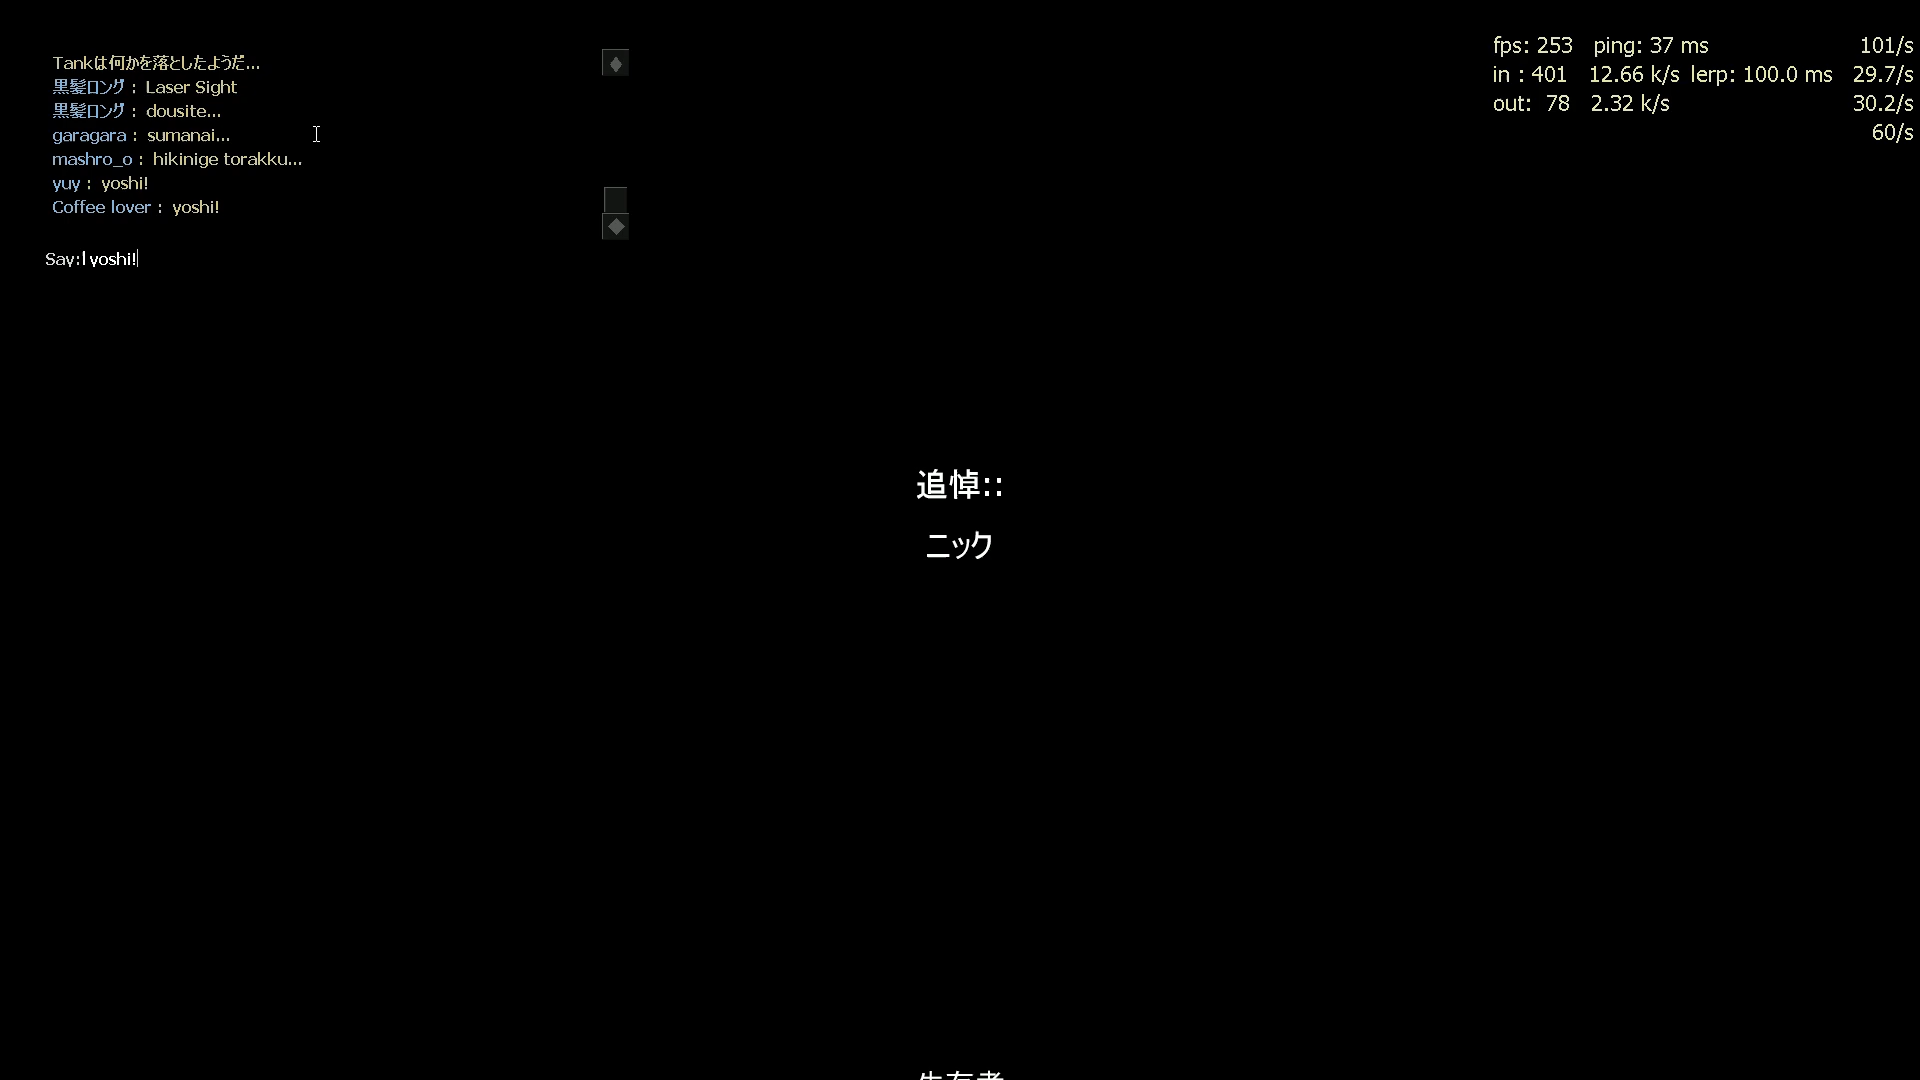 Tankは何かを落としたようだ...
黒髪ロング : Laser Sight
黒髪ロング : dousite...
garagara : sumanai...
mashro_o : hikinige torakku...
yuy : yoshi!
Coffee lover : yoshi!
Say: yoshi!
fps: 253 ping: 37 ms 101/s
in : 401 12.66 k/s lerp: 100.0 ms 29.7/s
out: 78 2.32 k/s 30.2/s
60/s
追悼::
ニック
生存者